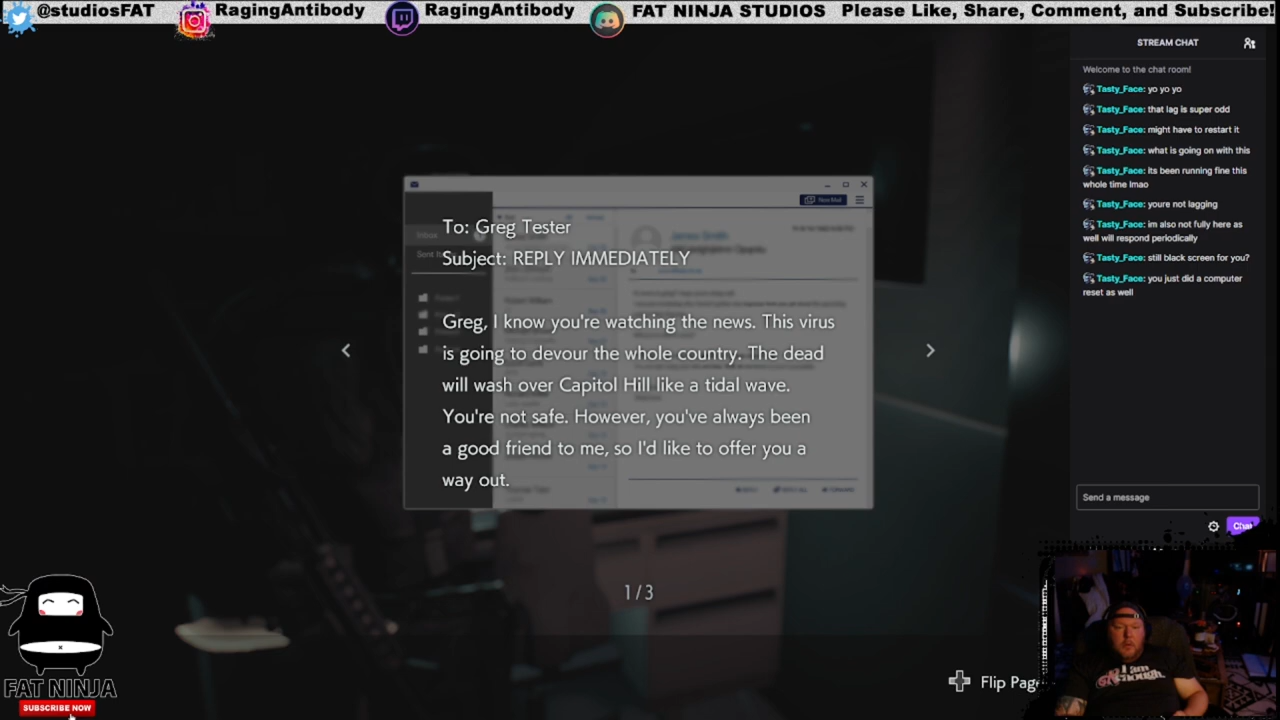 @studiosFAT
RagingAntibody
RagingAntibody
FAT NINJA STUDIOS Please Like, Share, Comment, and Subscribe!
STREAM CHAT
Welcome to the chat room!
Tasty_Face: yo yo yo
Tasty_Face: that lag is super odd
Tasty_Face: might have to restart it
Tasty_Face: what is going on with this
Tasty_Face: Its been running fine this
whole time lmao
Tasty_Face: youre not lagging
Tasty_Face: im also not fully here as
well will respond periodically
Tasty_Face: still black screen for you?
Tasty_Face: you just did a computer
reset as well
Send a message
Chat
New Mail
Inbox
To: Greg Tester
Subject: REPLY IMMEDIATELY
Greg, I know you're watching the news. This virus
is going to devour the whole country. The dead
will wash over Capitol Hill like a tidal wave.
You're not safe. However, you've always been
a good friend to me, so I'd like to offer you a
way out.
1/3
Flip Pag
FAT NINJA
SUBSCRIBE NOW
I am
enough.